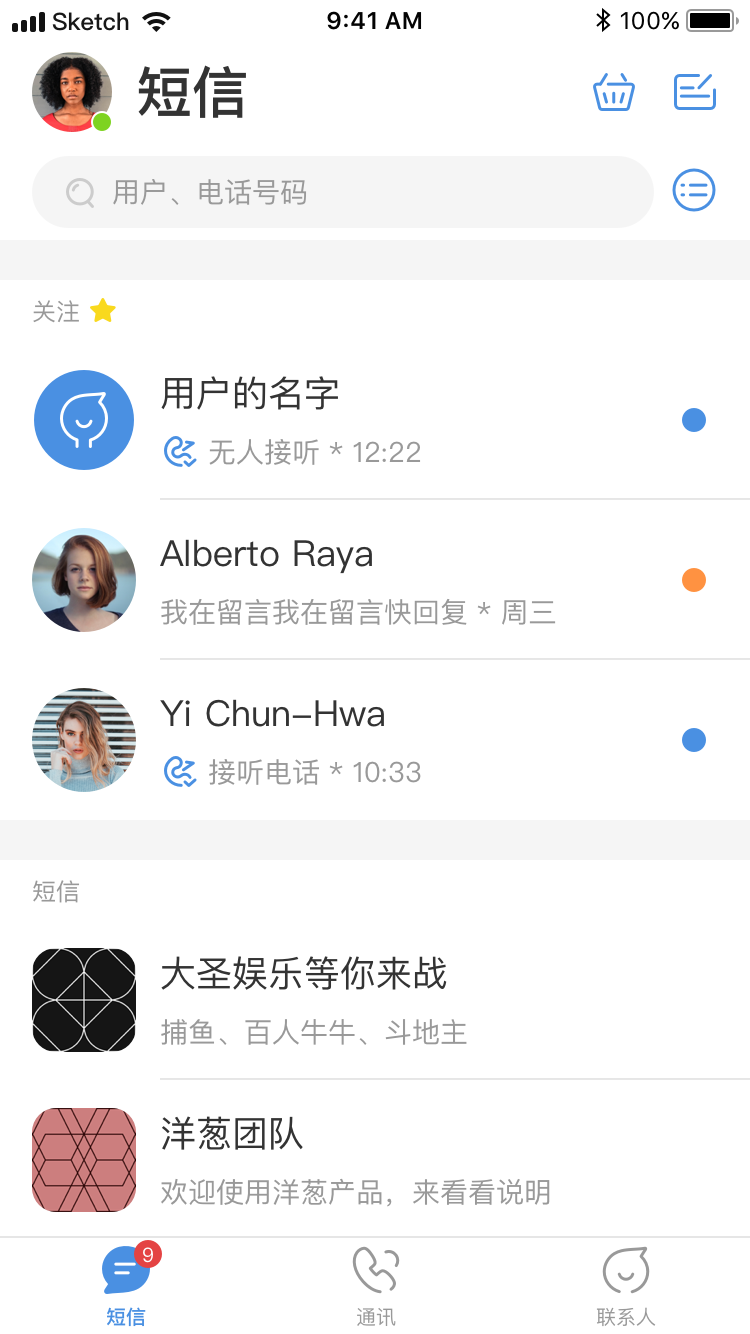 Sketch 9:41 AM 100%
短信
用户、电话号码
关注
用户的名字
无人接听 * 12:22
Alberto Raya
我在留言我在留言快回复 * 周三
Yi Chun-Hwa
接听电话 * 10:33
短信
大圣娱乐等你来战
捕鱼、百人牛牛、斗地主
洋葱团队
欢迎使用洋葱产品，来看看说明
9
短信 通讯 联系人